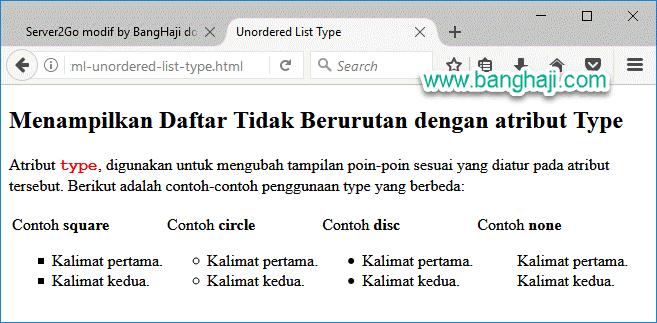 Server2Go modif by BangHaji do
Unordered List Type
ml-unordered-list-type.html
Search
www.banghaji.com
Menampilkan Daftar Tidak Berurutan dengan atribut Type
Atribut type, digunakan untuk mengubah tampilan poin-poin sesuai yang diatur pada atribut
tersebut. Berikut adalah contoh-contoh penggunaan type yang berbeda:
Contoh square Contoh circle Contoh disc Contoh none
Kalimat pertama. Kalimat pertama. Kalimat pertama. Kalimat pertama.
Kalimat kedua. Kalimat kedua. Kalimat kedua. Kalimat kedua.